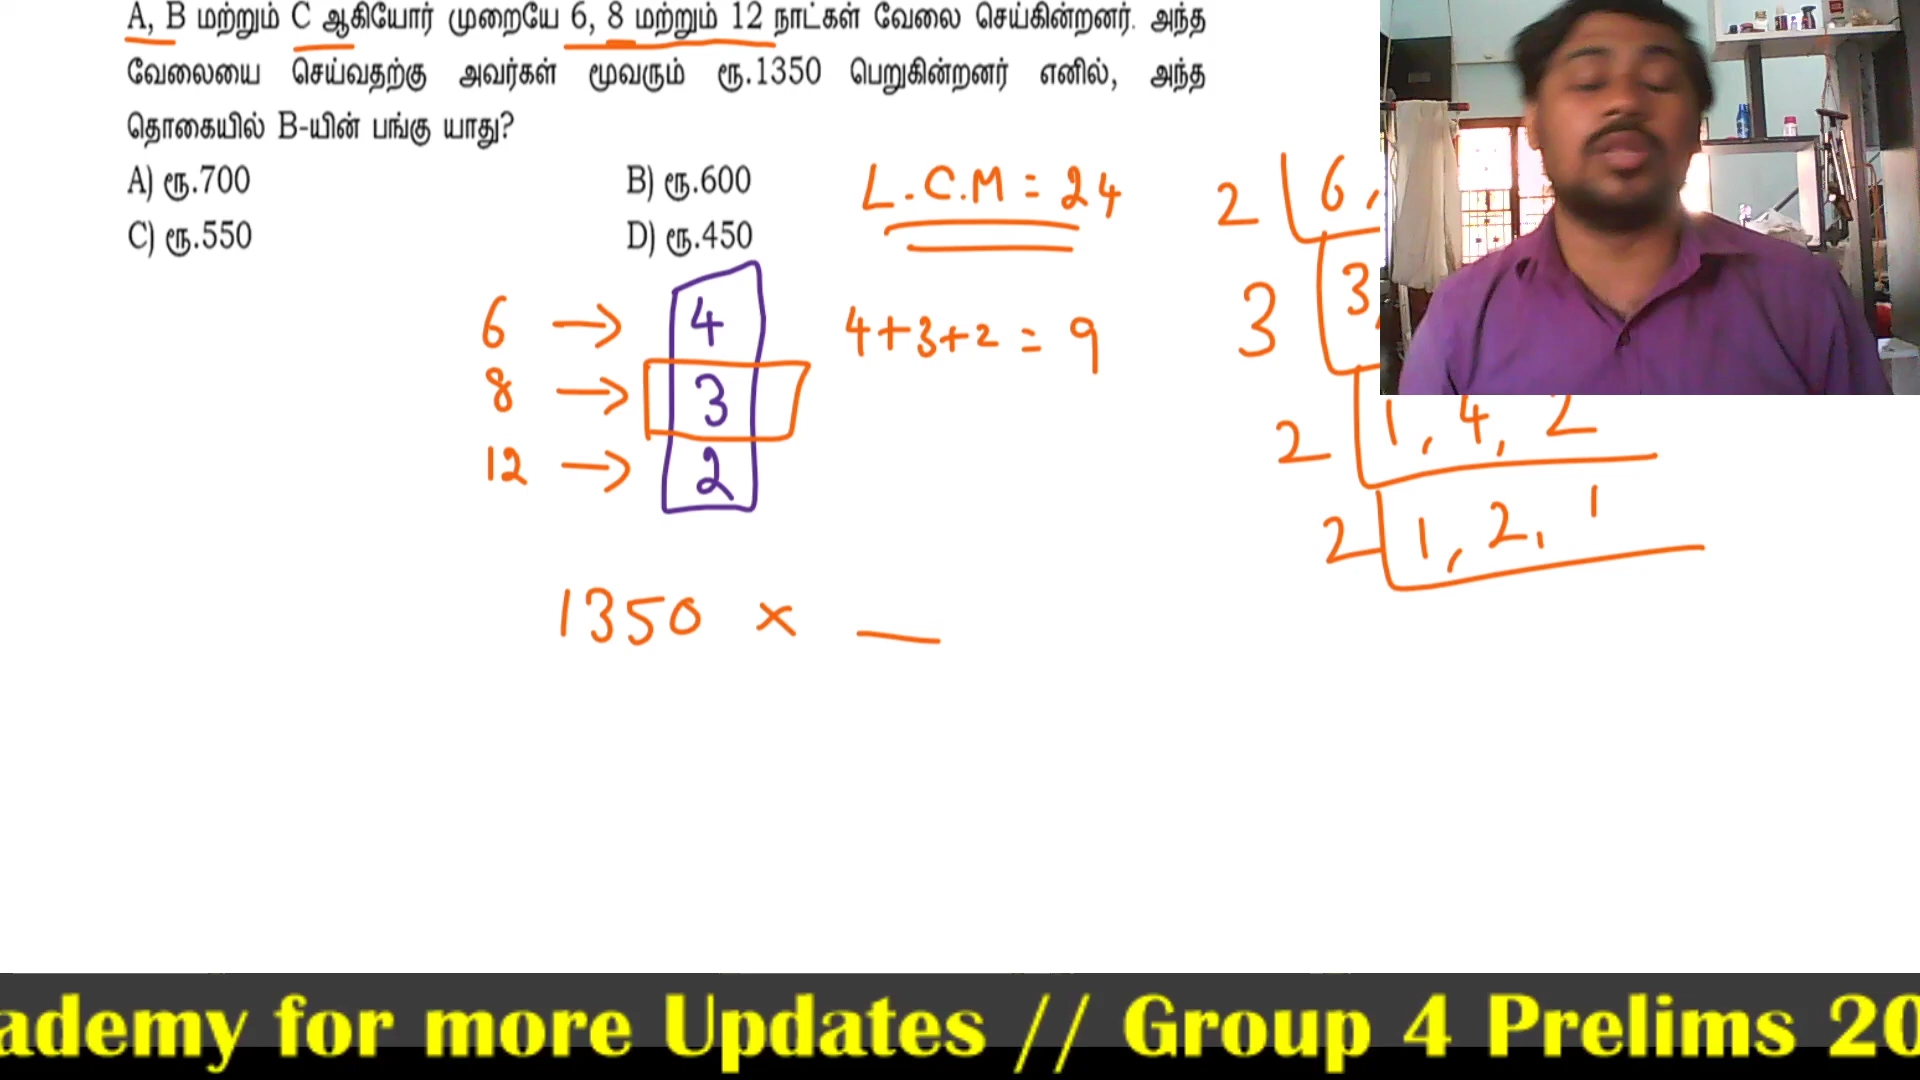 A, B மற்றும் C ஆகியோர் முறையே 6, 8 மற்றும் 12 நாட்கள் வேலை செய்கின்றனர். அந்த
வேலையை செய்வதற்கு அவர்கள் மூவரும் ரூ.1350 பெறுகின்றனர் எனில், அந்த
தொகையில் B-யின் பங்கு யாது?
A) ரூ.700 B) ரூ.600
C) ரூ.550 D) ரூ.450
L.C.M = 24
6 → 4
8 → 3
12 → 2
4+3+2 = 9
1350 × __
2 6,
3 3,
2 1, 4, 2
2 1, 2, 1
ademy for more Updates // Group 4 Prelims 20